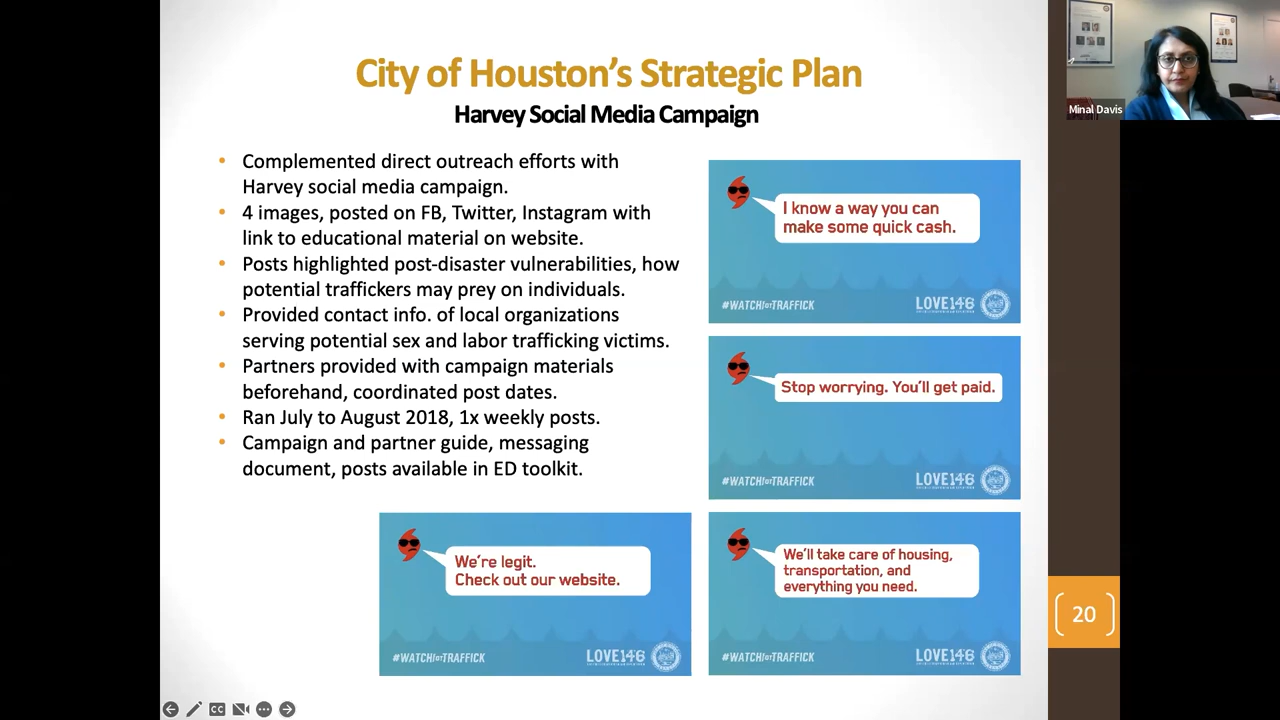 City of Houston's Strategic Plan
Harvey Social Media Campaign
• Complemented direct outreach efforts with
Harvey social media campaign.
• 4 images, posted on FB, Twitter, Instagram with
link to educational material on website.
• Posts highlighted post-disaster vulnerabilities, how
potential traffickers may prey on individuals.
• Provided contact info. of local organizations
serving potential sex and labor trafficking victims.
• Partners provided with campaign materials
beforehand, coordinated post dates.
• Ran July to August 2018, 1x weekly posts.
• Campaign and partner guide, messaging
document, posts available in ED toolkit.
I know a way you can
make some quick cash.
#WATCHforTRAFFICK
LOVE146
Stop worrying. You'll get paid.
#WATCHforTRAFFICK
LOVE146
We're legit.
Check out our website.
#WATCHforTRAFFICK
LOVE146
We'll take care of housing,
transportation, and
everything you need.
#WATCHforTRAFFICK
LOVE146
Minal Davis
20
CC